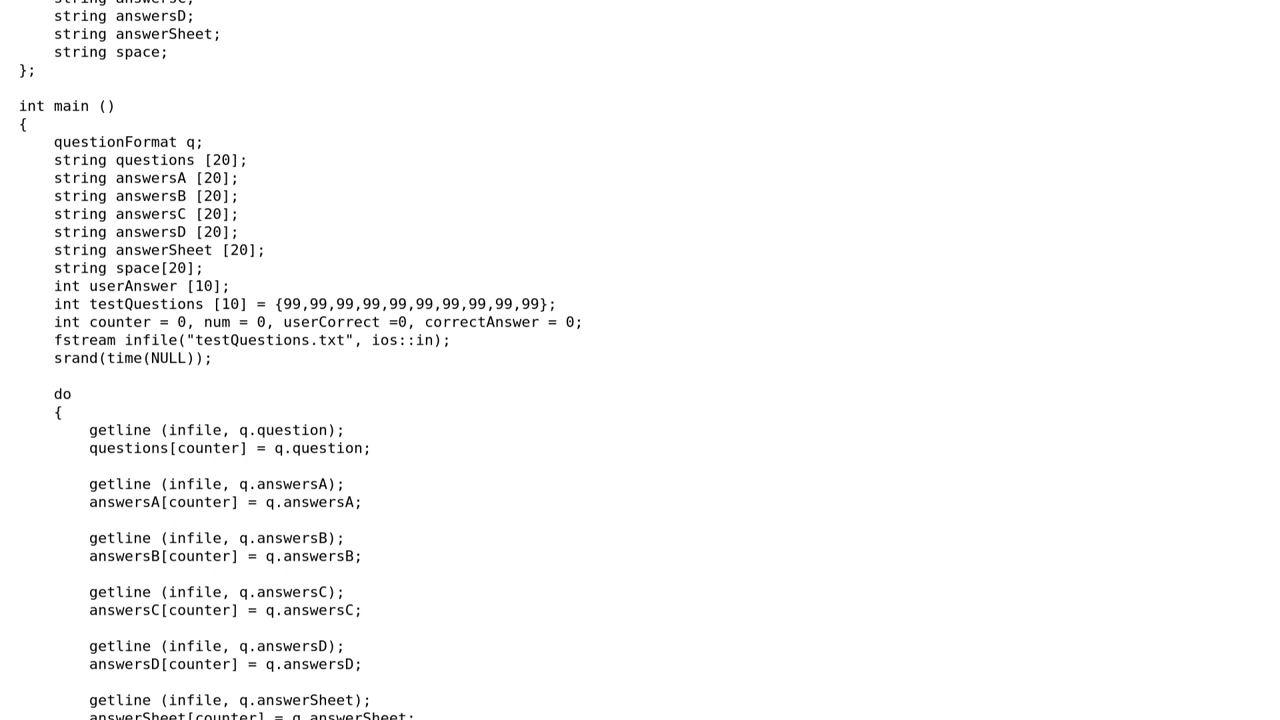 string answersC;
    string answersD;
    string answerSheet;
    string space;
};

int main ()
{
    questionFormat q;
    string questions [20];
    string answersA [20];
    string answersB [20];
    string answersC [20];
    string answersD [20];
    string answerSheet [20];
    string space[20];
    int userAnswer [10];
    int testQuestions [10] = {99,99,99,99,99,99,99,99,99,99};
    int counter = 0, num = 0, userCorrect =0, correctAnswer = 0;
    fstream infile("testQuestions.txt", ios::in);
    srand(time(NULL));

    do
    {
        getline (infile, q.question);
        questions[counter] = q.question;

        getline (infile, q.answersA);
        answersA[counter] = q.answersA;

        getline (infile, q.answersB);
        answersB[counter] = q.answersB;

        getline (infile, q.answersC);
        answersC[counter] = q.answersC;

        getline (infile, q.answersD);
        answersD[counter] = q.answersD;

        getline (infile, q.answerSheet);
        answerSheet[counter] = q.answerSheet;